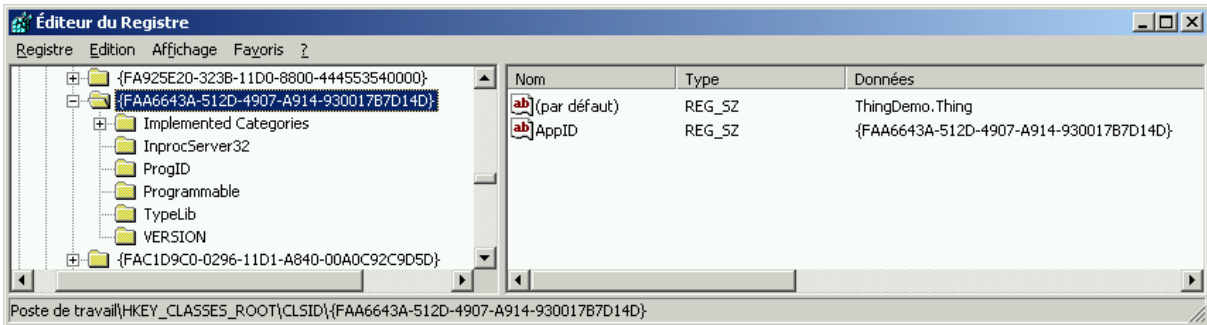 Éditeur du Registre
Registre Edition Affichage Favoris ?
{FA925E20-323B-11D0-8800-444553540000}
{FAA6643A-512D-4907-A914-930017B7D14D}
Implemented Categories
InprocServer32
ProgID
Programmable
TypeLib
VERSION
{FAC1D9C0-0296-11D1-A840-00A0C92C9D5D}
Nom Type Données
ab (par défaut) REG_SZ ThingDemo.Thing
ab AppID REG_SZ {FAA6643A-512D-4907-A914-930017B7D14D}
Poste de travail\HKEY_CLASSES_ROOT\CLSID\{FAA6643A-512D-4907-A914-930017B7D14D}